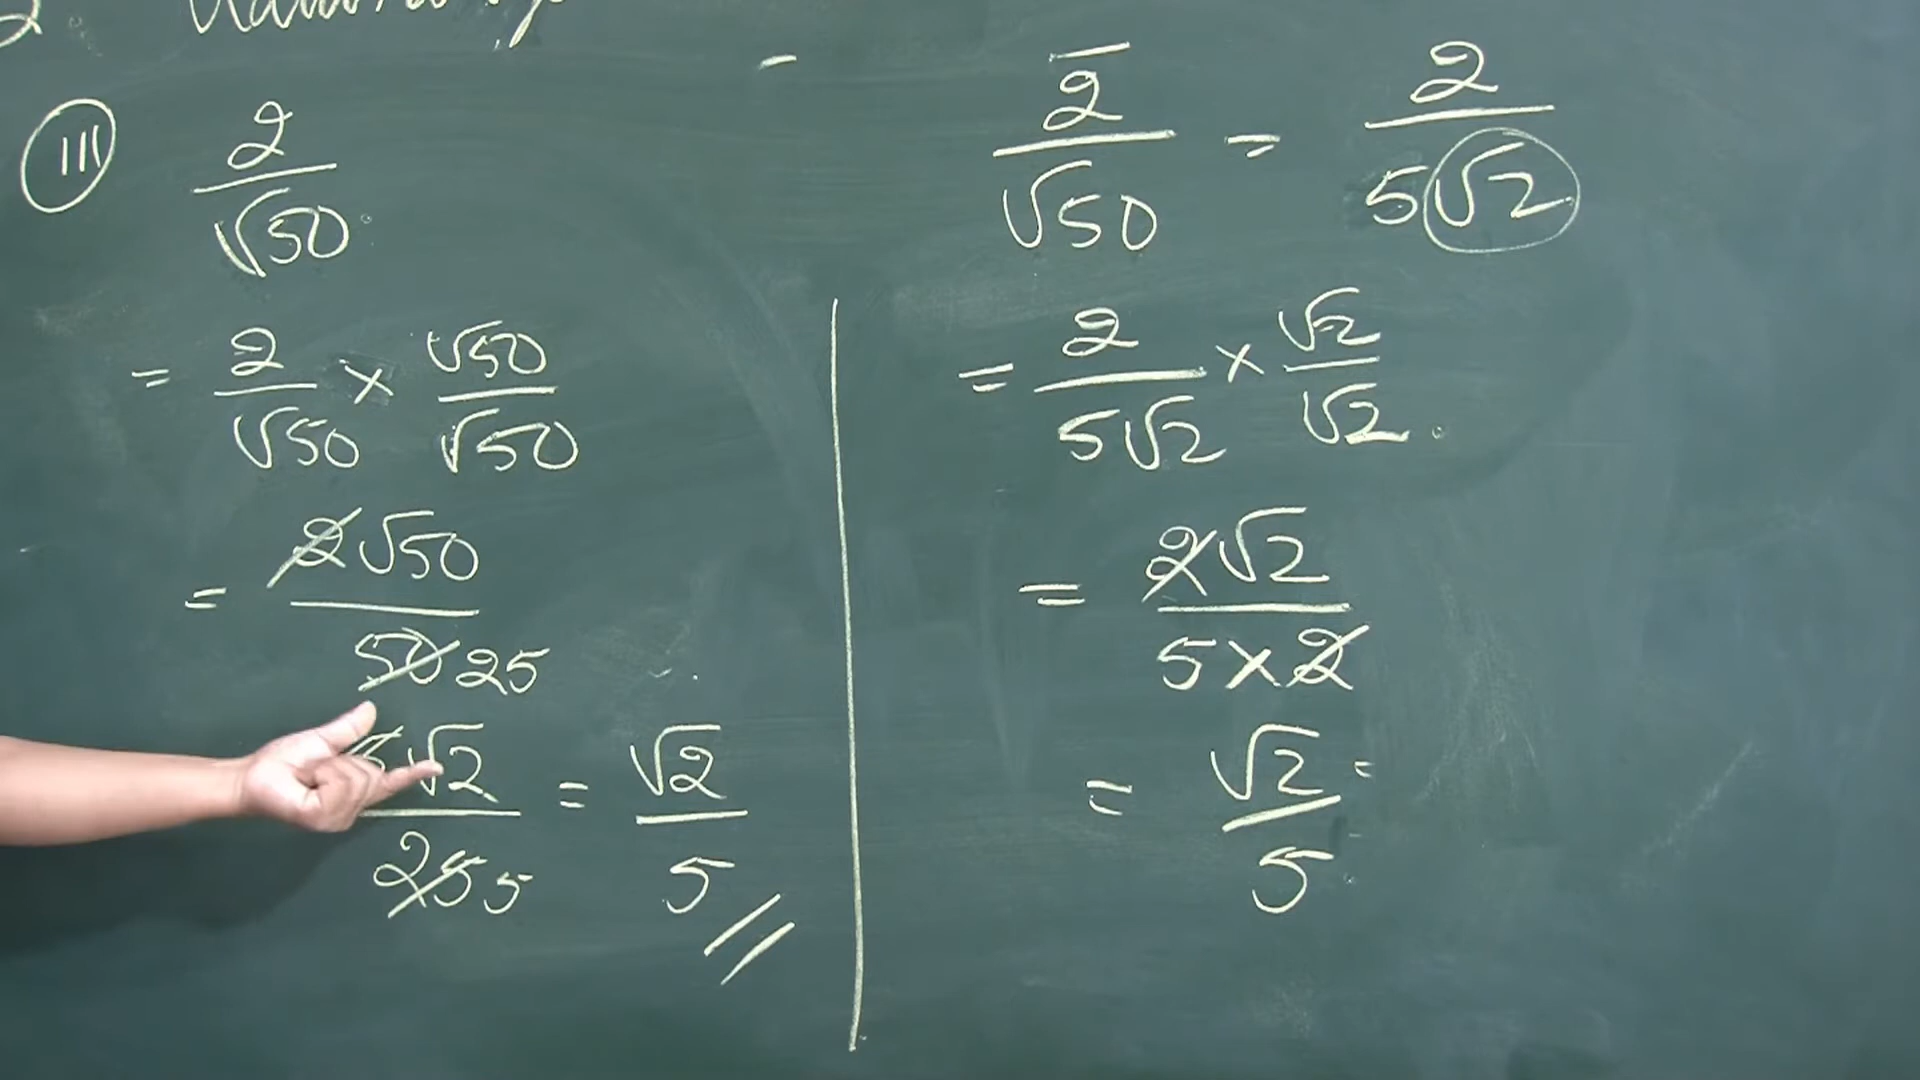 2
(III) 2/√50
= 2/√50 × √50/√50
= 2√50/50 25
5√2/25 5 = √2/5 //
2/√50 = 2/5√2
= 2/5√2 × √2/√2
= 2√2/5×2
= √2/5 =